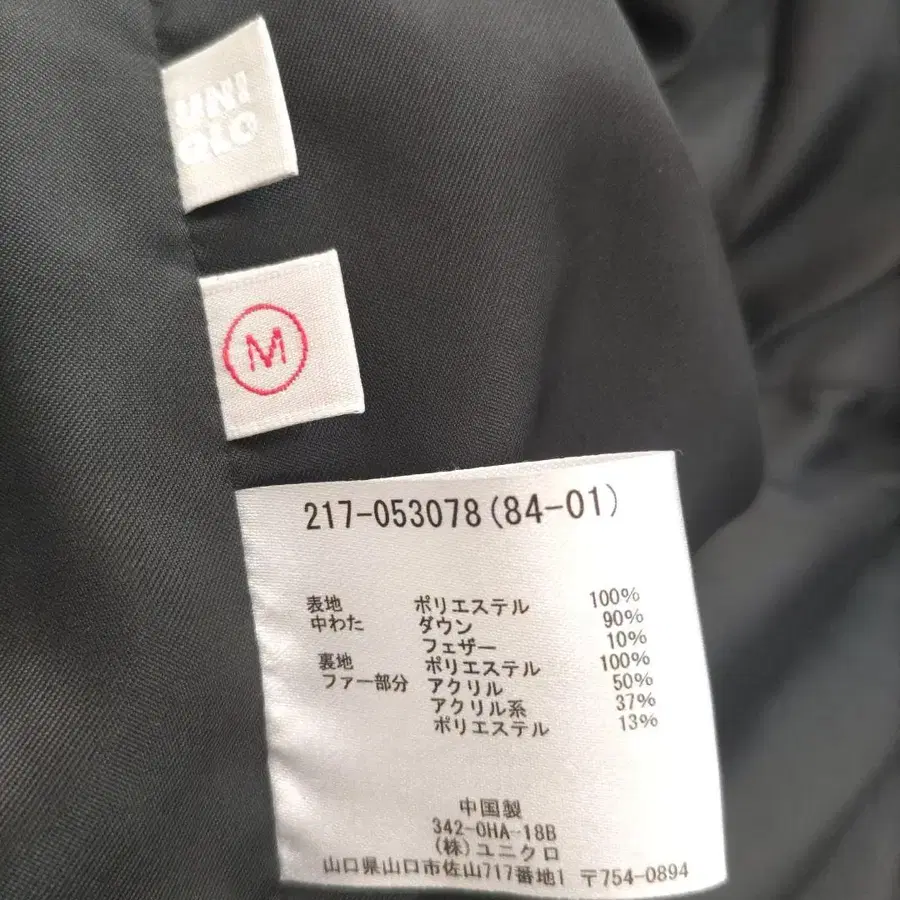 UNI
QLO
M
217-053078(84-01)
表地 ポリエステル 100%
中わた ダウン 90%
フェザー 10%
裏地 ポリエステル 100%
ファー部分 アクリル 50%
アクリル系 37%
ポリエステル 13%
中国製
342-OHA-18B
(株)ユニクロ
山口県山口市佐山717番地1 〒754-0894